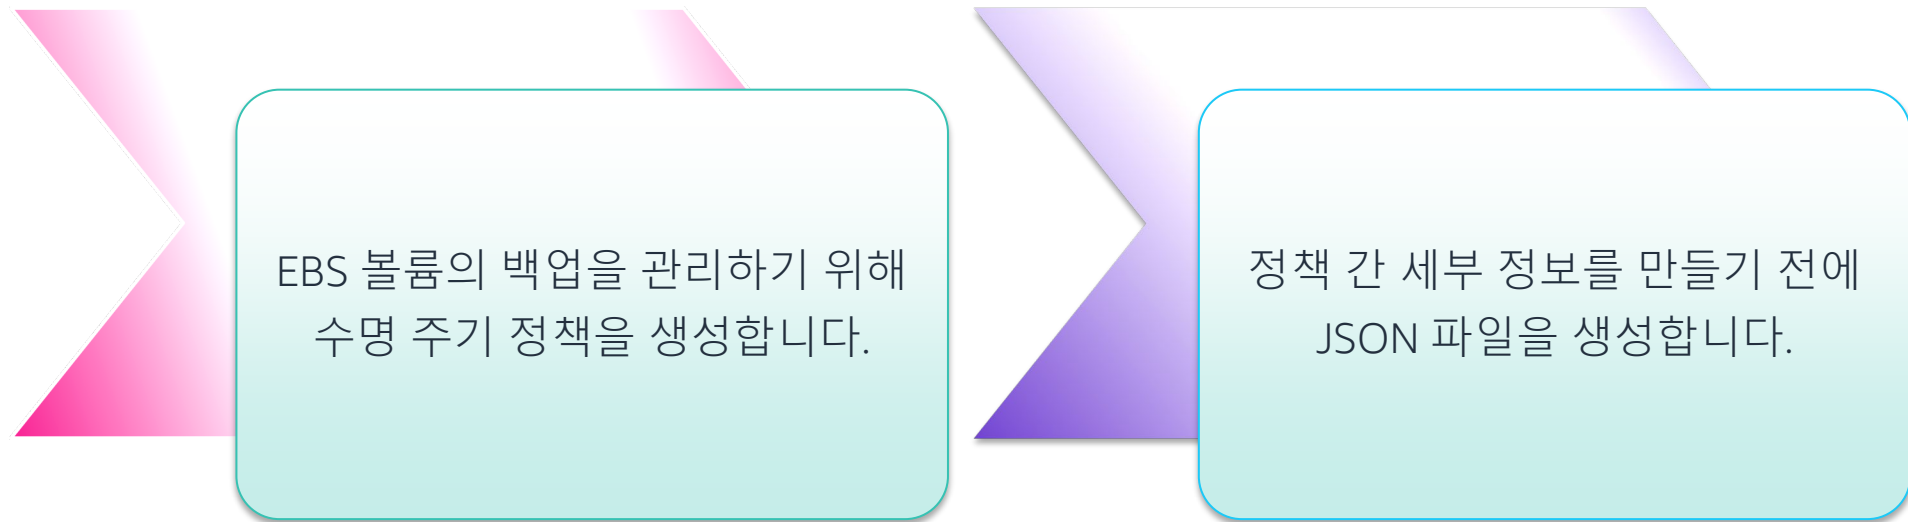 EBS 볼륨의 백업을 관리하기 위해
수명 주기 정책을 생성합니다.
정책 간 세부 정보를 만들기 전에
JSON 파일을 생성합니다.